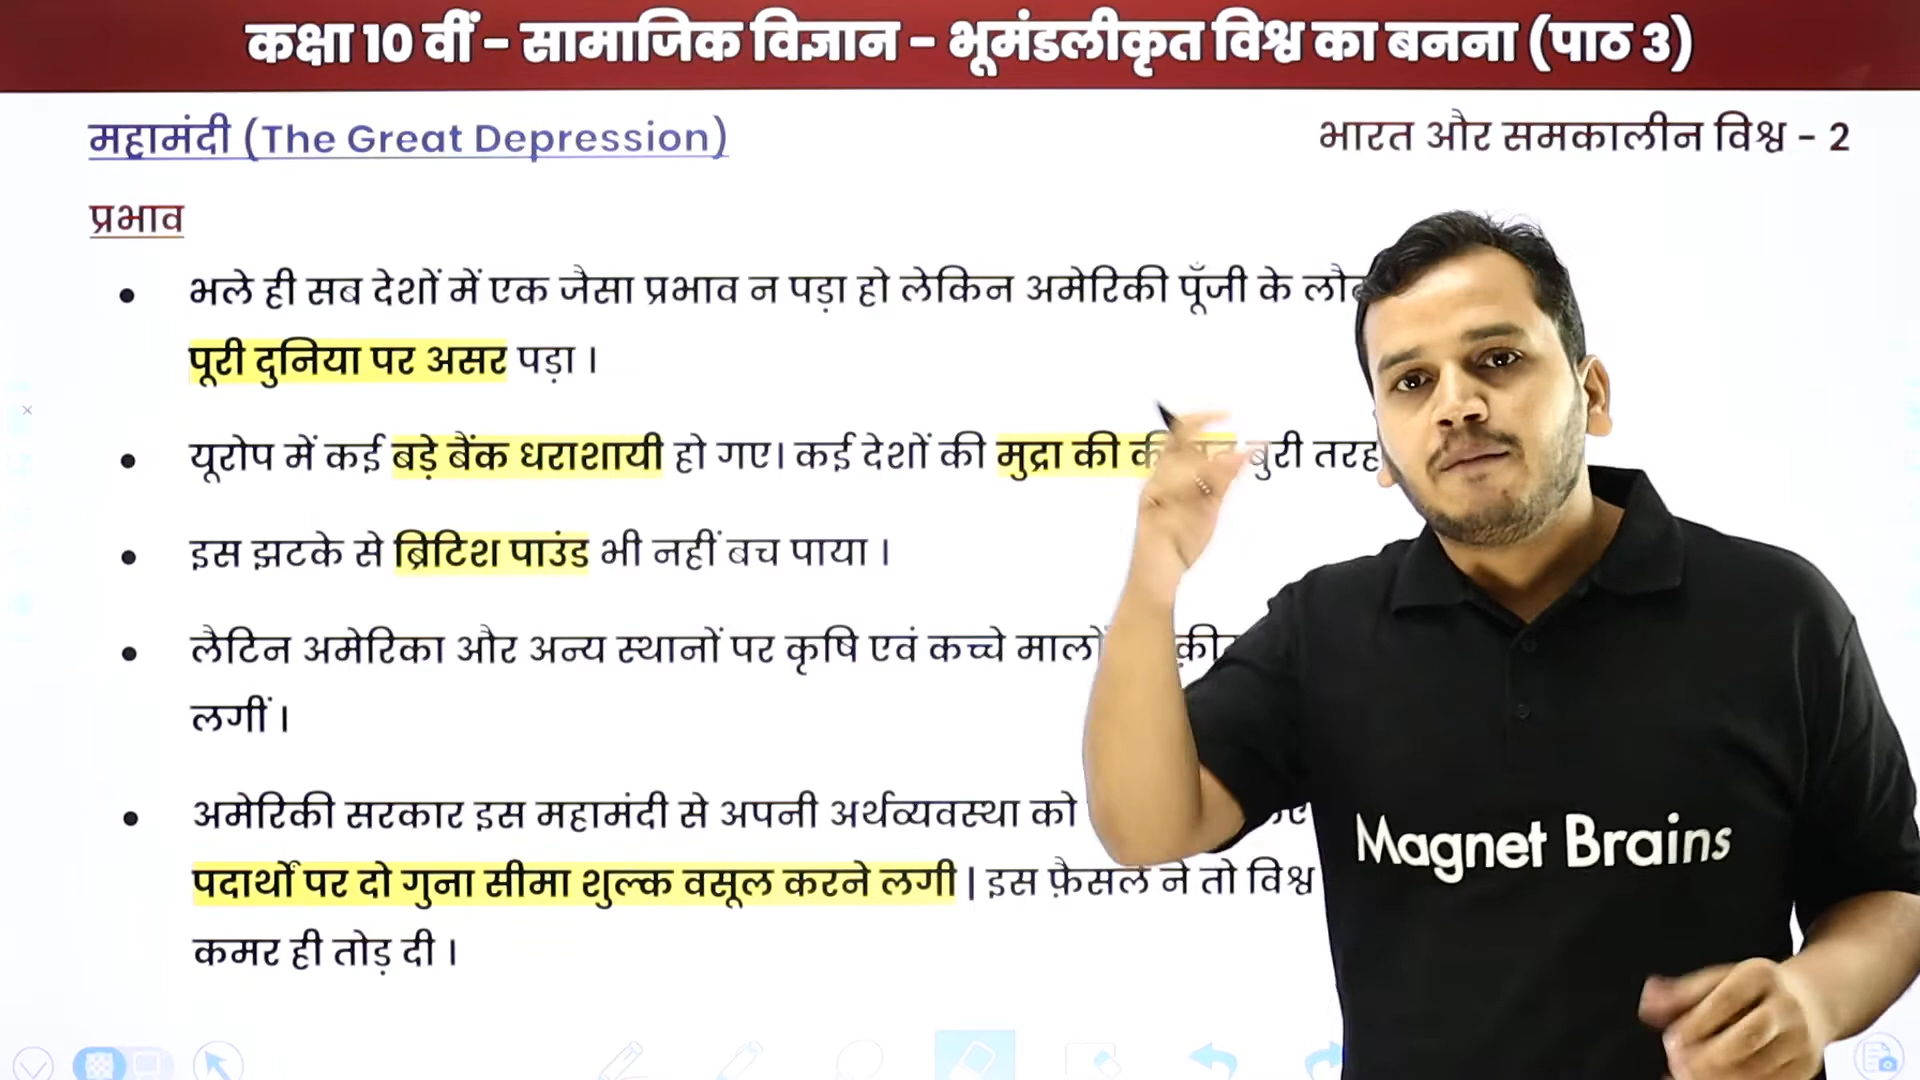 कक्षा 10 वीं – सामाजिक विज्ञान – भूमंडलीकृत विश्व का बनना (पाठ 3)
महामंदी (The Great Depression)
भारत और समकालीन विश्व – 2
प्रभाव
भले ही सब देशों में एक जैसा प्रभाव न पड़ा हो लेकिन अमेरिकी पूँजी के
पूरी दुनिया पर असर पड़ा ।
यूरोप में कई बड़े बैंक धराशायी हो गए। कई देशों की मुद्रा की बुरी तरह
इस झटके से ब्रिटिश पाउंड भी नहीं बच पाया ।
लैटिन अमेरिका और अन्य स्थानों पर कृषि एवं कच्चे मालों
लगीं ।
अमेरिकी सरकार इस महामंदी से अपनी अर्थव्यवस्था को
पदार्थों पर दो गुना सीमा शुल्क वसूल करने लगी | इस फ़ैसले ने तो विश्व
कमर ही तोड़ दी ।
Magnet Brains